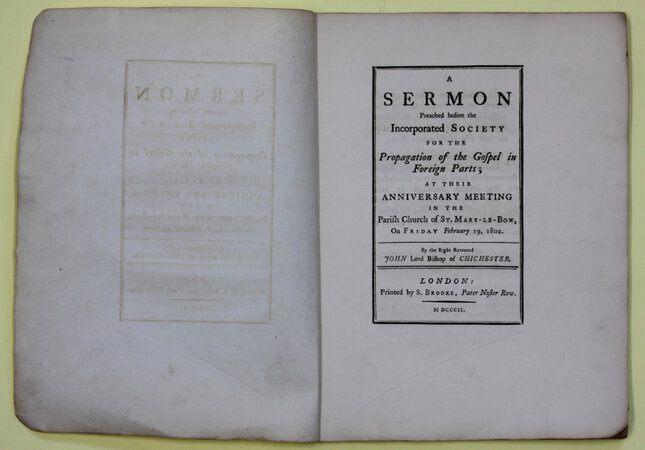 A
SERMON
Preached before the
Incorporated SOCIETY
FOR THE
Propagation of the Goſpel in
Foreign Parts;
AT THEIR
ANNIVERSARY MEETING
IN THE
Pariſh Church of ST. MARY-LE-BOW,
On FRIDAY February 19, 1802.
By the Right Reverend
JOHN Lord Biſhop of CHICHESTER.
LONDON:
Printed by S. BROOKE, Pater Noſter Row.
M DCCCII.